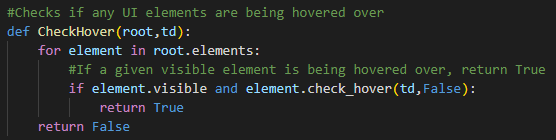 #Checks if any UI elements are being hovered over
def CheckHover(root,td):
    for element in root.elements:
        #If a given visible element is being hovered over, return True
        if element.visible and element.check_hover(td,False):
            return True
    return False